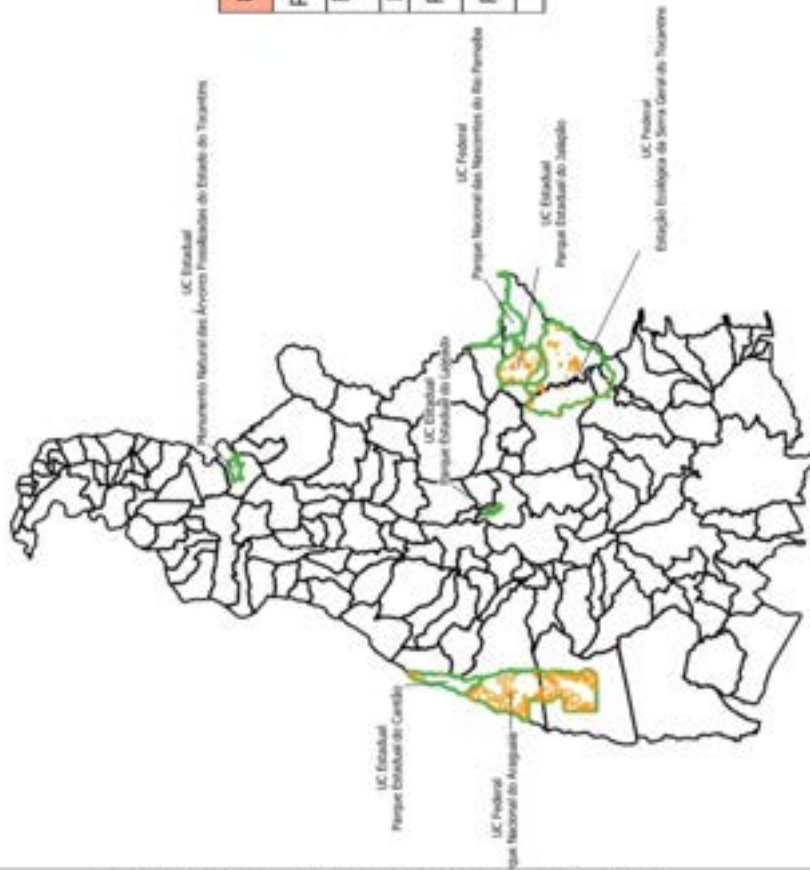 UC Estadual
Monumento Natural das Árvores Fossilizadas do Estado do Tocantins
UC Federal
Parque Nacional das Nascentes do Rio Parnaíba
UC Estadual
Parque Estadual do Jalapão
UC Federal
Estação Ecológica da Serra Geral do Tocantins
UC Estadual
Parque Estadual do Lajeado
UC Estadual
Parque Estadual do Cantão
UC Federal
que Nacional do Araguaia